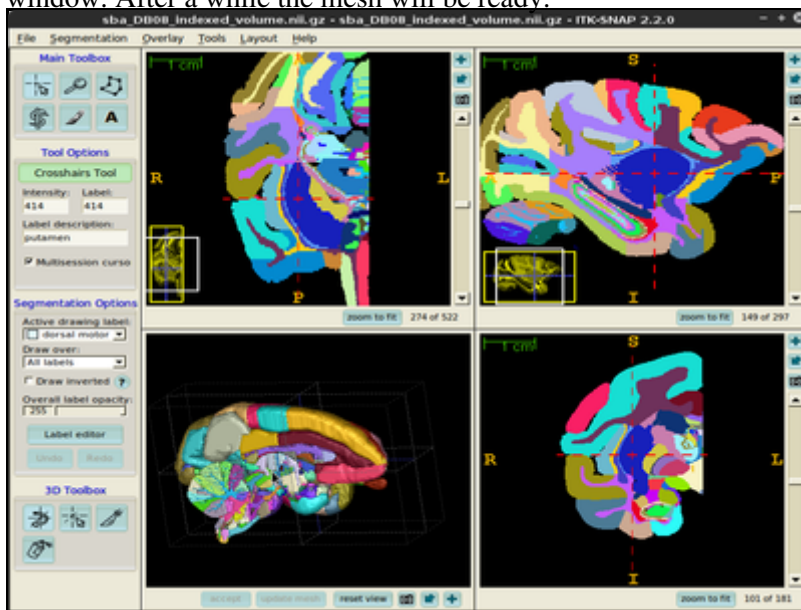 window. After a while the mesh will be ready:
sba_DB08_indexed_volume.nii.gz - sba_DB08_indexed_volume.nii.gz - ITK-SNAP 2.2.0
File Segmentation Overlay Tools Layout Help
Main Toolbox
A
Tool Options
Crosshairs Tool
Intensity: Label:
414 414
Label description:
putamen
Multisession curso
Segmentation Options
Active drawing label:
dorsal motor
Draw over:
All labels
Draw inverted ?
Overall label opacity:
255
Label editor
Undo Redo
3D Toolbox
1 cm
R
L
P
zoom to fit 274 of 522
1 cm
S
P
I
zoom to fit 149 of 297
accept update mesh reset view
1 cm
S
R
L
I
zoom to fit 101 of 181